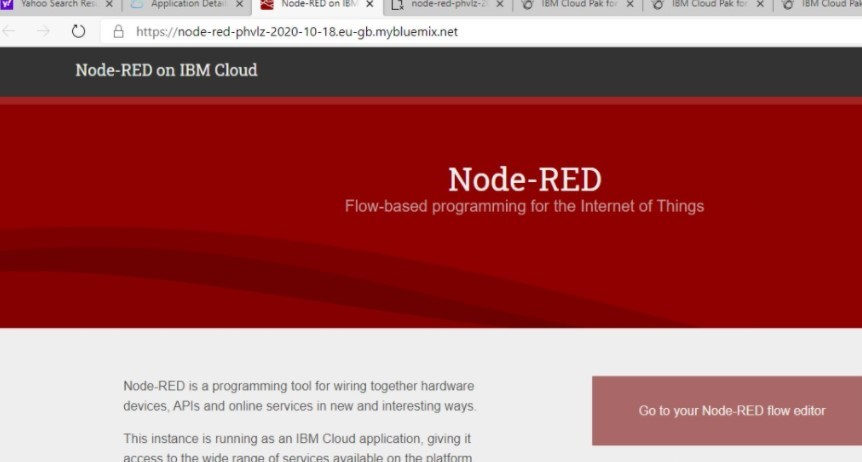 Yahoo Search Res
Application Detail
Node-RED on IBM
node-red-phvlz-2
IBM Cloud Pak for
IBM Cloud Pak for
IBM Cloud Pak
https://node-red-phvlz-2020-10-18.eu-gb.mybluemix.net
Node-RED on IBM Cloud
Node-RED
Flow-based programming for the Internet of Things
Node-RED is a programming tool for wiring together hardware
devices, APIs and online services in new and interesting ways.
Go to your Node-RED flow editor
This instance is running as an IBM Cloud application, giving it
access to the wide range of services available on the platform.